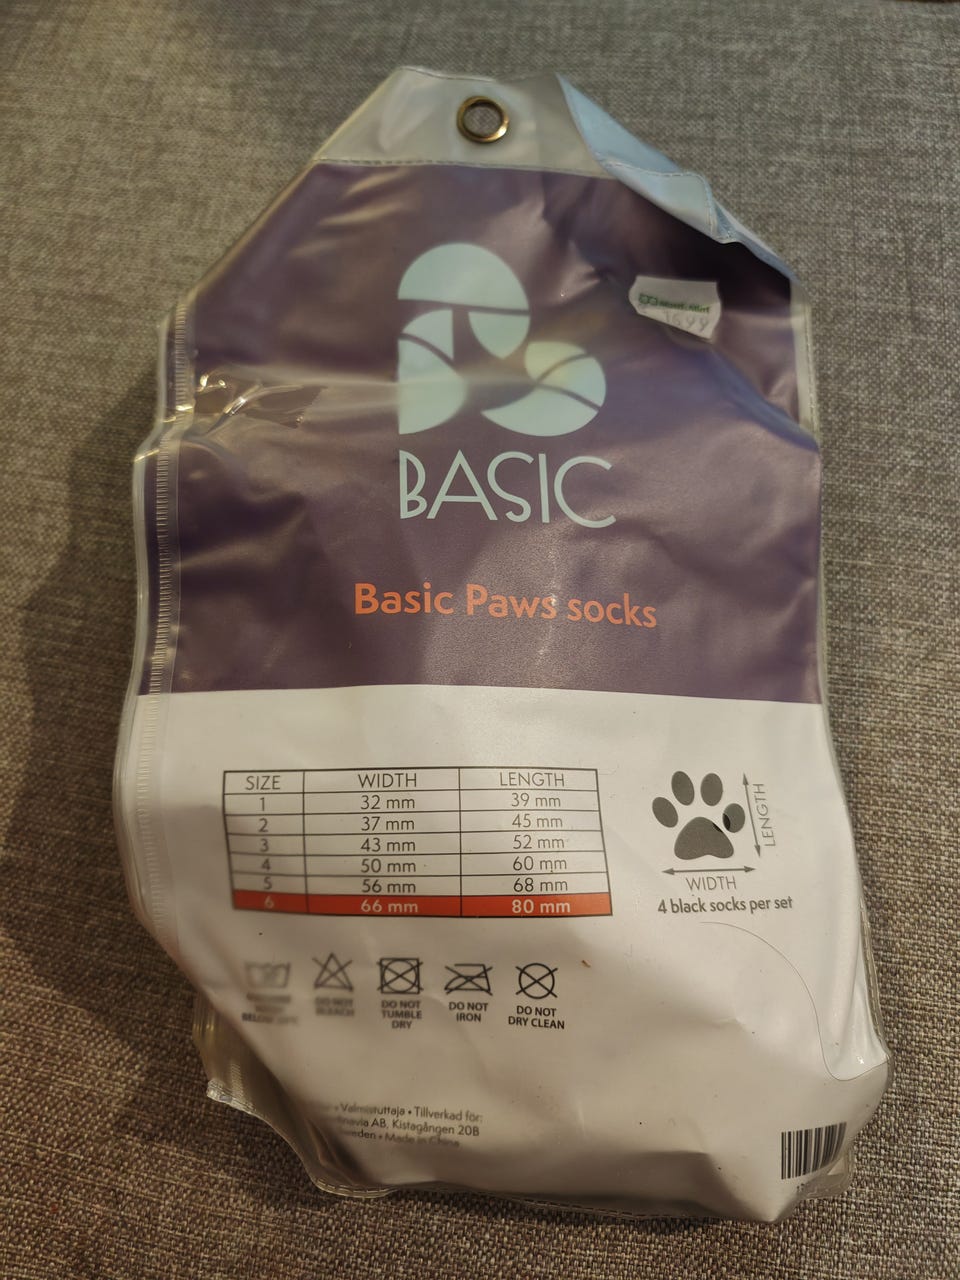 1699
BASIC
Basic Paws socks
SIZE WIDTH LENGTH
1 32 mm 39 mm
2 37 mm 45 mm
3 43 mm 52 mm
4 50 mm 60 mm
5 56 mm 68 mm
6 66 mm 80 mm
LENGTH
WIDTH
4 black socks per set
DO NOT
BLEACH
DO NOT
TUMBLE
DRY
DO NOT
IRON
DO NOT
DRY CLEAN
• Valmistuttaja • Tillverkad för:
AB, Kistagången 20B
• Made in China